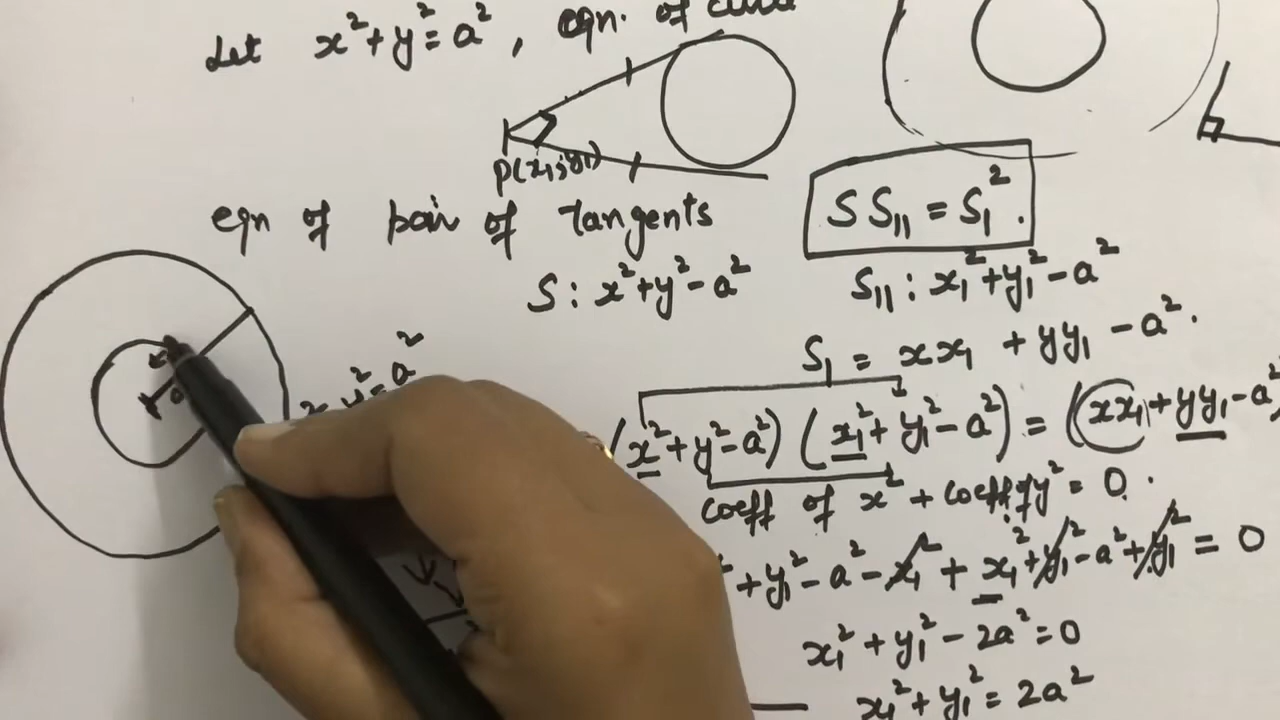 Let x²+y²=a², eqn. of
P(x₁,y₁)
eqn of pair of tangents
SS₁₁ = S₁².
S: x²+y²-a²
S₁₁: x₁²+y₁²-a²
S₁ = xx₁ + yy₁ - a².
y²=a²
(x²+y²-a²)(x₁²+y₁²-a²) = (xx₁+yy₁-a²
coeff of x² + coeff of y² = 0.
+y₁²-a²-x₁²+x₁²+y₁²-a²+y₁² = 0
x₁²+y₁²-2a²=0
x₁²+y₁²=2a²